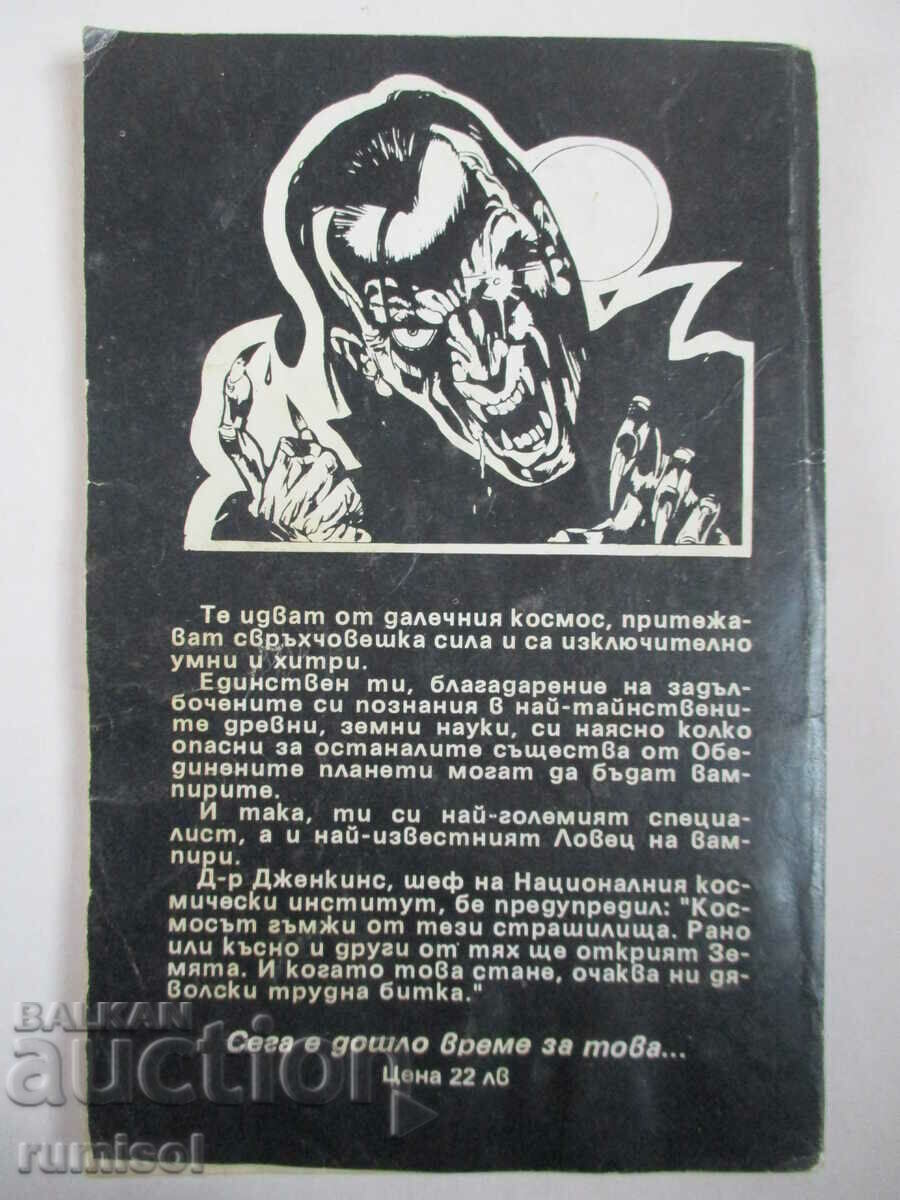 Те идват от далечния космос, притежа-
ват свръхчовешка сила и са изключително
умни и хитри.
Единствен ти, благадарение на задъл-
бочените си познания в най-тайнствени-
те древни, земни науки, си наясно колко
опасни за останалите същества от Обе-
динените планети могат да бъдат вам-
пирите.
И така, ти си най-големият специа-
лист, а и най-известният Ловец на вам-
пири.
Д-р Дженкинс, шеф на Националния кос-
мически институт, бе предупредил: "Кос-
мосът гъмжи от тези страшилища. Рано
или късно и други от тях ще открият Зе-
мята. И когато това стане, очаква ни дя-
волски трудна битка."
Сега е дошло време за това...
Цена 22 лв
BALKAN
auction
rumisol